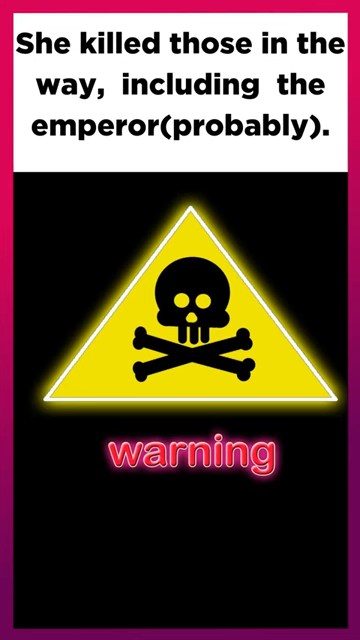 She killed those in the
way, including the
emperor(probably).
warning